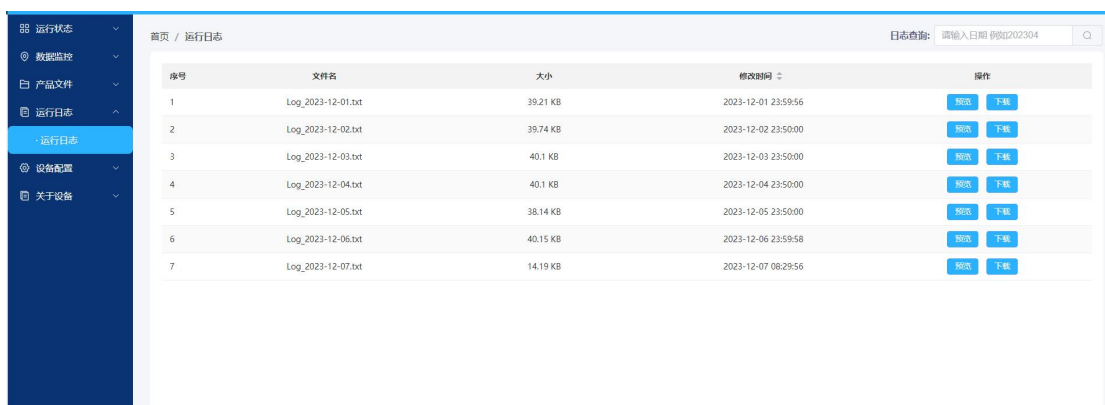 运行状态
数据监控
产品文件
运行日志
· 运行日志
设备配置
关于设备
首页 / 运行日志
日志查询: 请输入日期 例如202304
序号 文件名 大小 修改时间 操作
1 Log_2023-12-01.txt 39.21 KB 2023-12-01 23:59:56 预览 下载
2 Log_2023-12-02.txt 39.74 KB 2023-12-02 23:50:00 预览 下载
3 Log_2023-12-03.txt 40.1 KB 2023-12-03 23:50:00 预览 下载
4 Log_2023-12-04.txt 40.1 KB 2023-12-04 23:50:00 预览 下载
5 Log_2023-12-05.txt 38.14 KB 2023-12-05 23:50:00 预览 下载
6 Log_2023-12-06.txt 40.15 KB 2023-12-06 23:59:58 预览 下载
7 Log_2023-12-07.txt 14.19 KB 2023-12-07 08:29:56 预览 下载